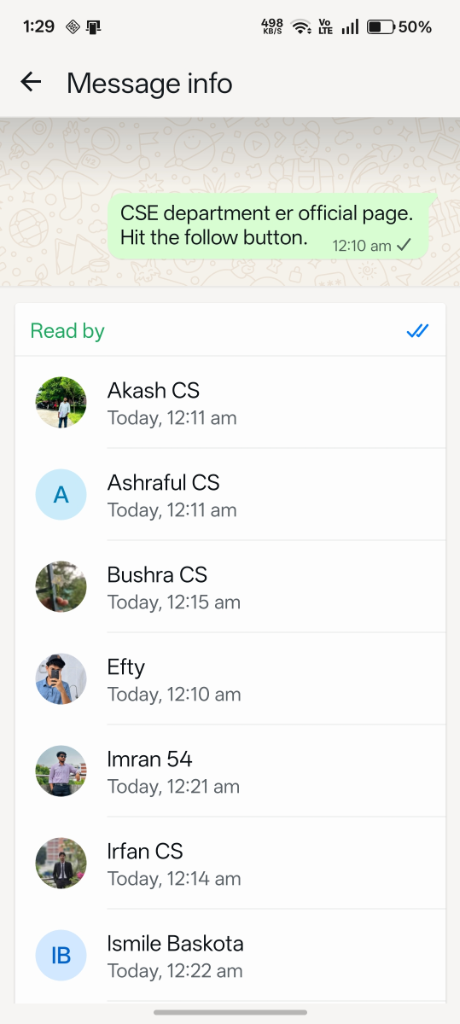 1:29 498 KB/S Vo LTE 50%
Message info
CSE department er official page.
Hit the follow button. 12:10 am
Read by
Akash CS
Today, 12:11 am
A
Ashraful CS
Today, 12:11 am
Bushra CS
Today, 12:15 am
Efty
Today, 12:10 am
Imran 54
Today, 12:21 am
Irfan CS
Today, 12:14 am
IB
Ismile Baskota
Today, 12:22 am